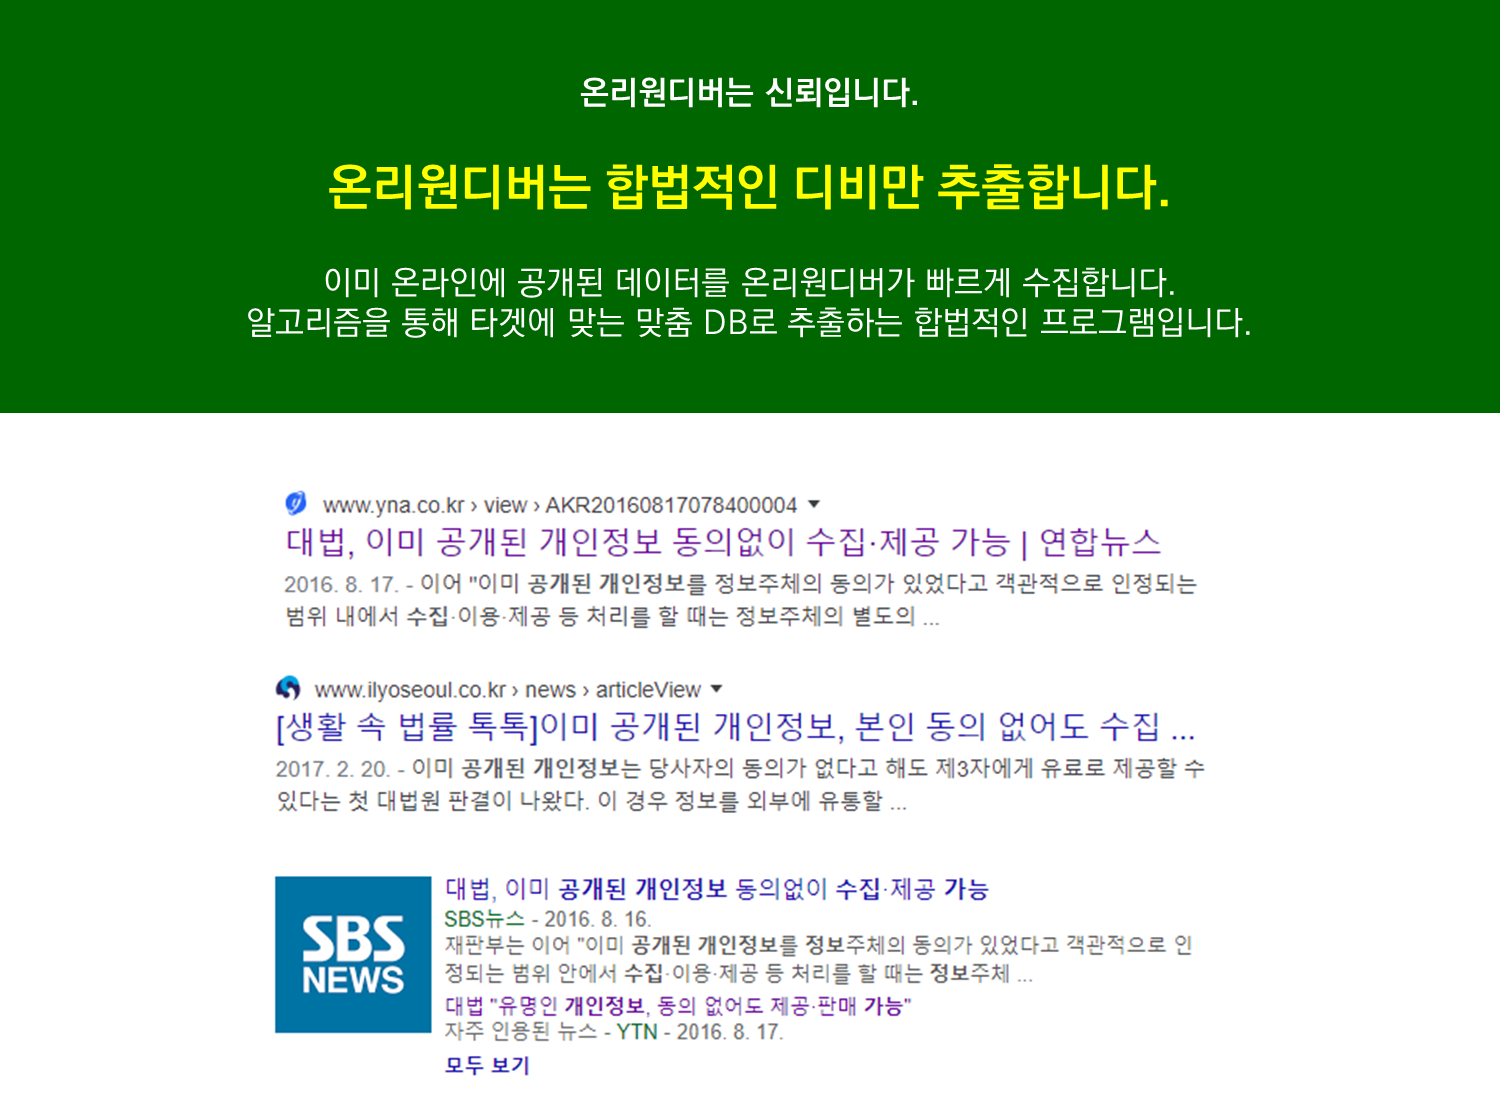 온리원디버는 신뢰입니다.
온리원디버는 합법적인 디비만 추출합니다.
이미 온라인에 공개된 데이터를 온리원디버가 빠르게 수집합니다.
알고리즘을 통해 타겟에 맞는 맞춤 DB로 추출하는 합법적인 프로그램입니다.
www.yna.co.kr › view › AKR20160817078400004
대법, 이미 공개된 개인정보 동의없이 수집·제공 가능 | 연합뉴스
2016. 8. 17. - 이어 "이미 공개된 개인정보를 정보주체의 동의가 있었다고 객관적으로 인정되는
범위 내에서 수집·이용·제공 등 처리를 할 때는 정보주체의 별도의 ...
www.ilyoseoul.co.kr › news › articleView
[생활 속 법률 톡톡]이미 공개된 개인정보, 본인 동의 없어도 수집 ...
2017. 2. 20. - 이미 공개된 개인정보는 당사자의 동의가 없다고 해도 제3자에게 유료로 제공할 수
있다는 첫 대법원 판결이 나왔다. 이 경우 정보를 외부에 유통할 ...
SBS
NEWS
대법, 이미 공개된 개인정보 동의없이 수집·제공 가능
SBS뉴스 - 2016. 8. 16.
재판부는 이어 "이미 공개된 개인정보를 정보주체의 동의가 있었다고 객관적으로 인
정되는 범위 안에서 수집·이용·제공 등 처리를 할 때는 정보주체 ...
대법 "유명인 개인정보, 동의 없어도 제공·판매 가능"
자주 인용된 뉴스 - YTN - 2016. 8. 17.
모두 보기